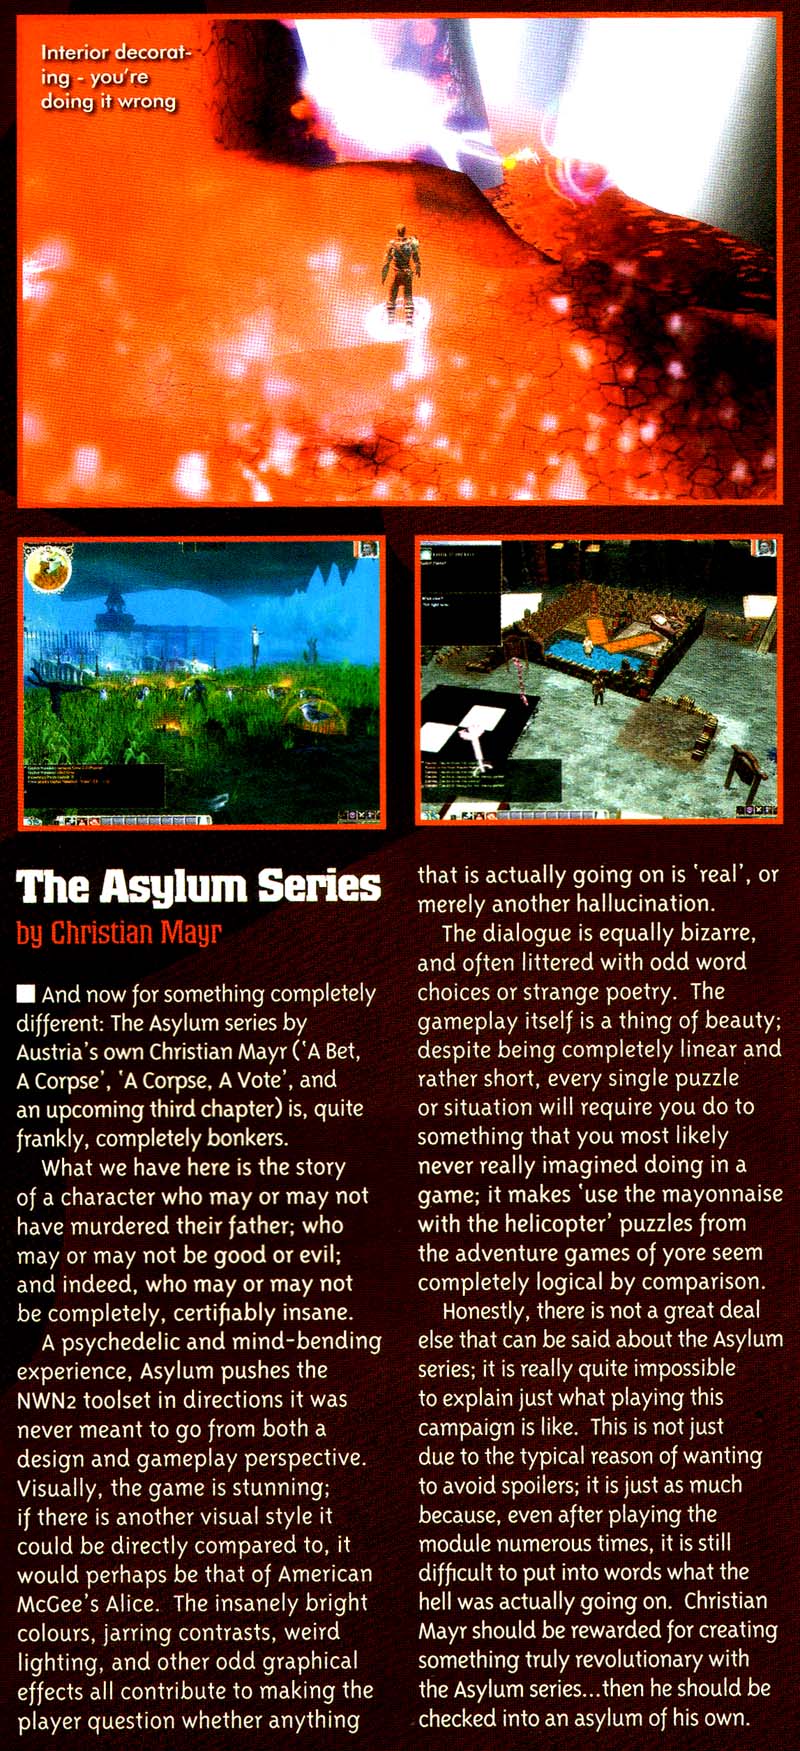 Interior decorat-
ing - you're
doing it wrong
The Asylum Series
by Christian Mayr
And now for something completely
different: The Asylum series by
Austria's own Christian Mayr ('A Bet,
A Corpse', 'A Corpse, A Vote', and
an upcoming third chapter) is, quite
frankly, completely bonkers.
What we have here is the story
of a character who may or may not
have murdered their father; who
may or may not be good or evil;
and indeed, who may or may not
be completely, certifiably insane.
A psychedelic and mind-bending
experience, Asylum pushes the
NWN2 toolset in directions it was
never meant to go from both a
design and gameplay perspective.
Visually, the game is stunning;
if there is another visual style it
could be directly compared to, it
would perhaps be that of American
McGee's Alice. The insanely bright
colours, jarring contrasts, weird
lighting, and other odd graphical
effects all contribute to making the
player question whether anything
that is actually going on is 'real', or
merely another hallucination.
The dialogue is equally bizarre,
and often littered with odd word
choices or strange poetry. The
gameplay itself is a thing of beauty;
despite being completely linear and
rather short, every single puzzle
or situation will require you do to
something that you most likely
never really imagined doing in a
game; it makes 'use the mayonnaise
with the helicopter' puzzles from
the adventure games of yore seem
completely logical by comparison.
Honestly, there is not a great deal
else that can be said about the Asylum
series; it is really quite impossible
to explain just what playing this
campaign is like. This is not just
due to the typical reason of wanting
to avoid spoilers; it is just as much
because, even after playing the
module numerous times, it is still
difficult to put into words what the
hell was actually going on. Christian
Mayr should be rewarded for creating
something truly revolutionary with
the Asylum series...then he should be
checked into an asylum of his own.